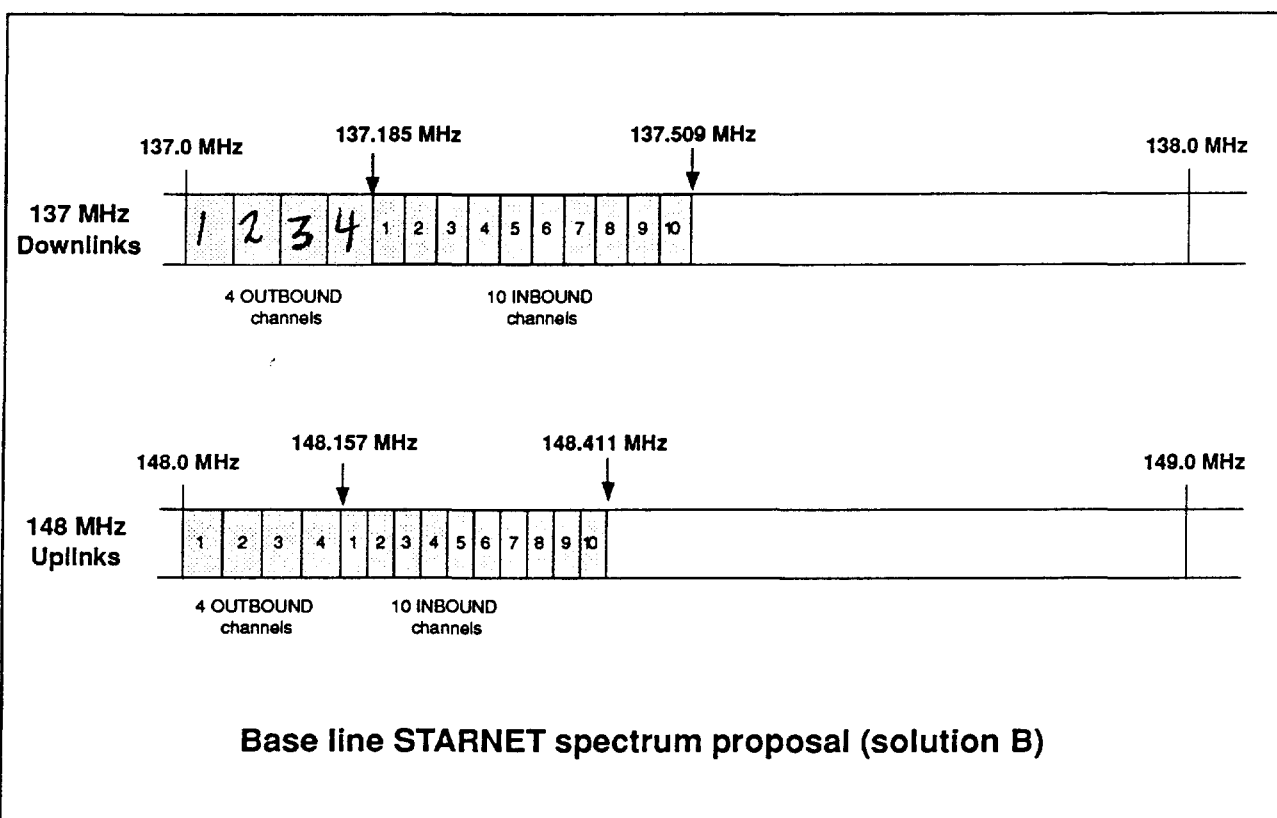 137.0 MHz 137.185 MHz 137.509 MHz 138.0 MHz
137 MHz
Downlinks
1 2 3 4 1 2 3 4 5 6 7 8 9 10
4 OUTBOUND
channels
10 INBOUND
channels
148.0 MHz 148.157 MHz 148.411 MHz 149.0 MHz
148 MHz
Uplinks
1 2 3 4 1 2 3 4 5 6 7 8 9 10
4 OUTBOUND
channels
10 INBOUND
channels
Base line STARNET spectrum proposal (solution B)